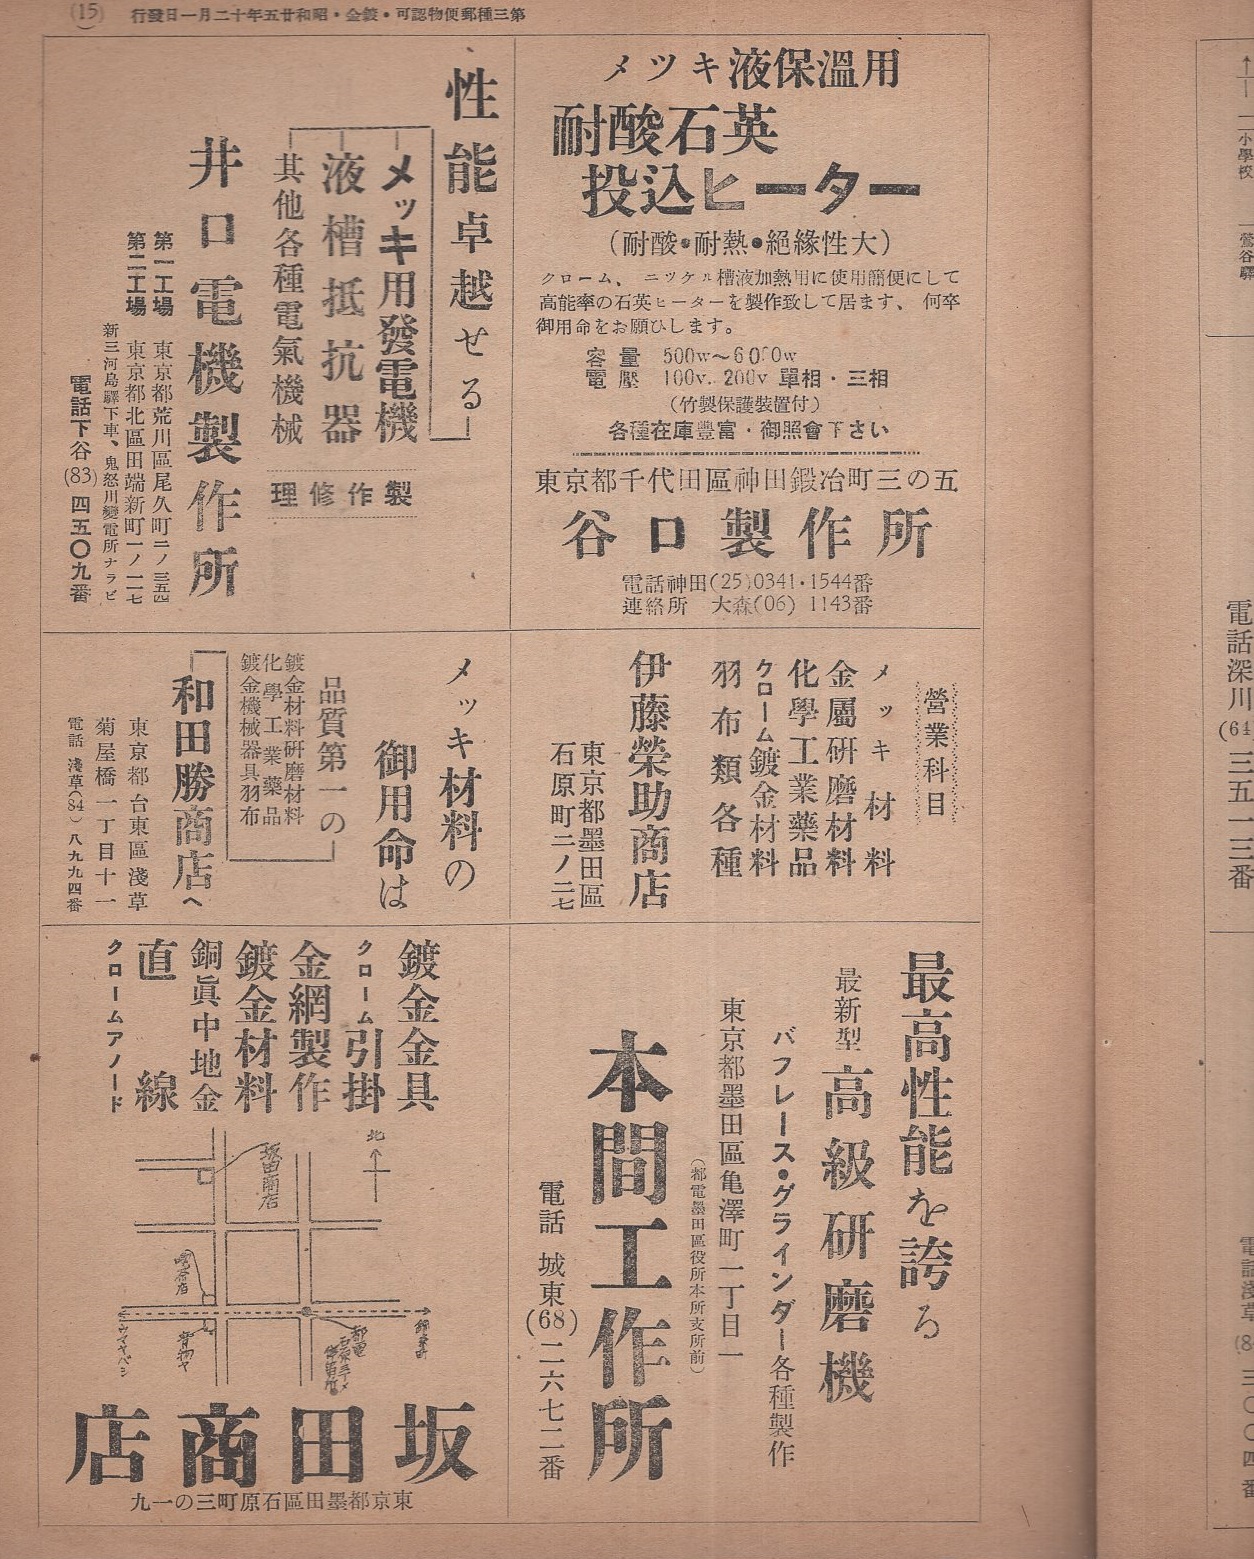 (15)
第三種郵便物認可・鍍金・昭和廿五年十二月一日發行
メツキ液保溫用
耐酸石英
投込ヒーター
(耐酸・耐熱・絕緣性大)
クローム、ニツケル槽液加熱用に使用簡便にして
高能率の石英ヒーターを製作致して居ます、何卒
御用命をお願ひします。
容量 500w〜6000w
電壓 100v. 200v 單相・三相
(竹製保護裝置付)
各種在庫豐富・御照會下さい
東京都千代田區神田鍛冶町三の五
谷口製作所
電話神田(25)0341・1544番
連絡所 大森(06) 1143番
性能卓越せる
メッキ用發電機
液槽抵抗器
其他各種電氣機械
製作修理
井口電機製作所
第一工場 東京都荒川區尾久町二ノ三五四
第二工場 東京都北區田端新町一ノ一二七
新三河島驛下車、鬼怒川變電所ナラビ
電話下谷(83)四五〇九番
營業科目
メッキ材料
金屬研磨材料
化學工業藥品
クローム鍍金材料
羽布類各種
伊藤榮助商店
東京都墨田區
石原町二ノ二七
メッキ材料の
御用命は
品質第一の
鍍金材料研磨材料
化學工業藥品
鍍金機械器具羽布
和田勝商店へ
東京都台東區淺草
菊屋橋一丁目十一
電話 淺草(84)八九九四番
最高性能を誇る
最新型 高級研磨機
バフレース・グラインダー各種製作
東京都墨田區亀澤町一丁目一
(都電墨田區役所本所支所前)
本間工作所
電話 城東(68)二六七二番
鍍金金具
クローム引掛
金網製作
鍍金材料
銅眞中地金
直線
クロームアノード
北
坂田商店
錦糸町
ウマヤバシ
坂田商店
東京都墨田區石原町三の一九
小學校
鶯谷驛
電話深川(64)三五一三番